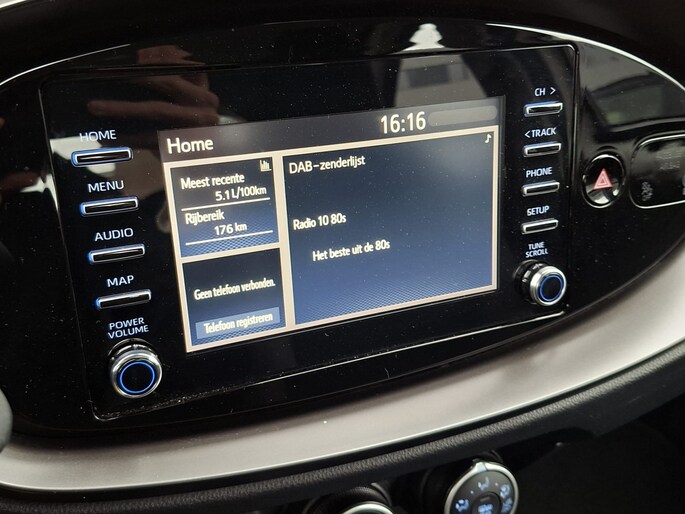 HOME
MENU
AUDIO
MAP
POWER
VOLUME
Home
16:16
Meest recente
5.1 L/100km
Rijbereik
176 km
Geen telefoon verbonden.
Telefoon registreren
DAB-zenderlijst
Radio 10 80s
Het beste uit de 80s
CH >
< TRACK
PHONE
SETUP
TUNE
SCROLL